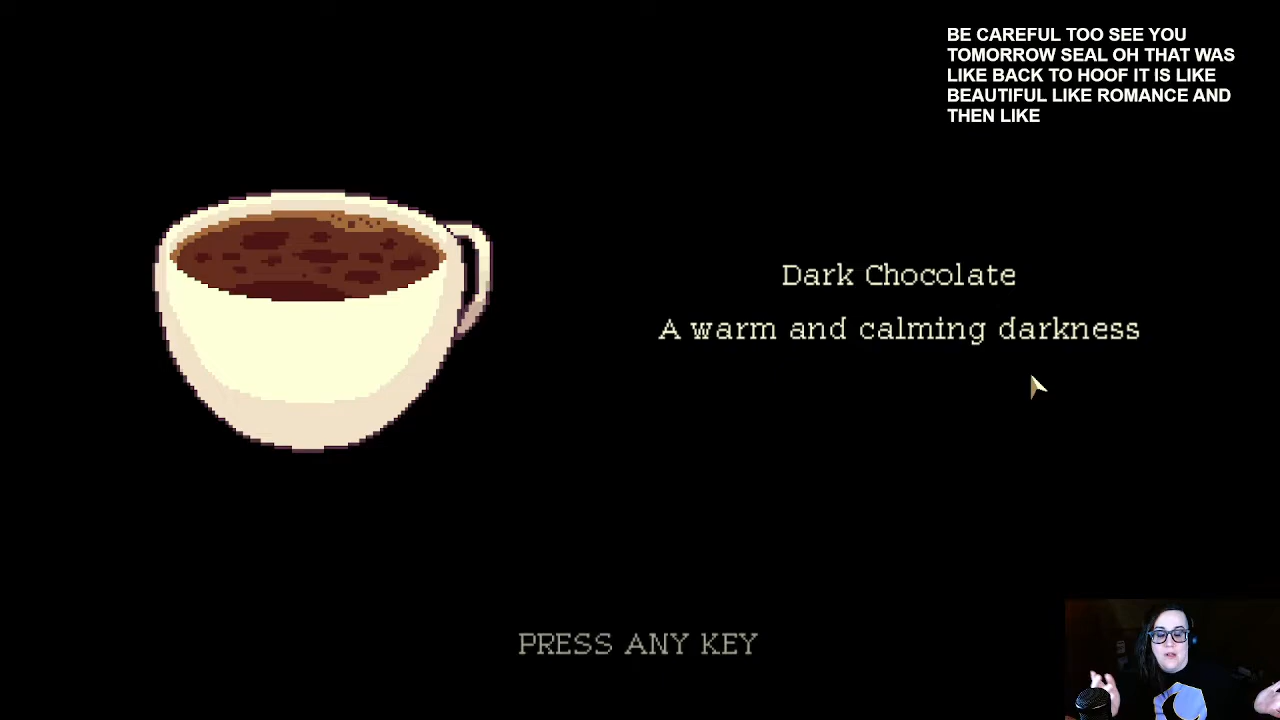 BE CAREFUL TOO SEE YOU
TOMORROW SEAL OH THAT WAS
LIKE BACK TO HOOF IT IS LIKE
BEAUTIFUL LIKE ROMANCE AND
THEN LIKE
Dark Chocolate
A warm and calming darkness
PRESS ANY KEY